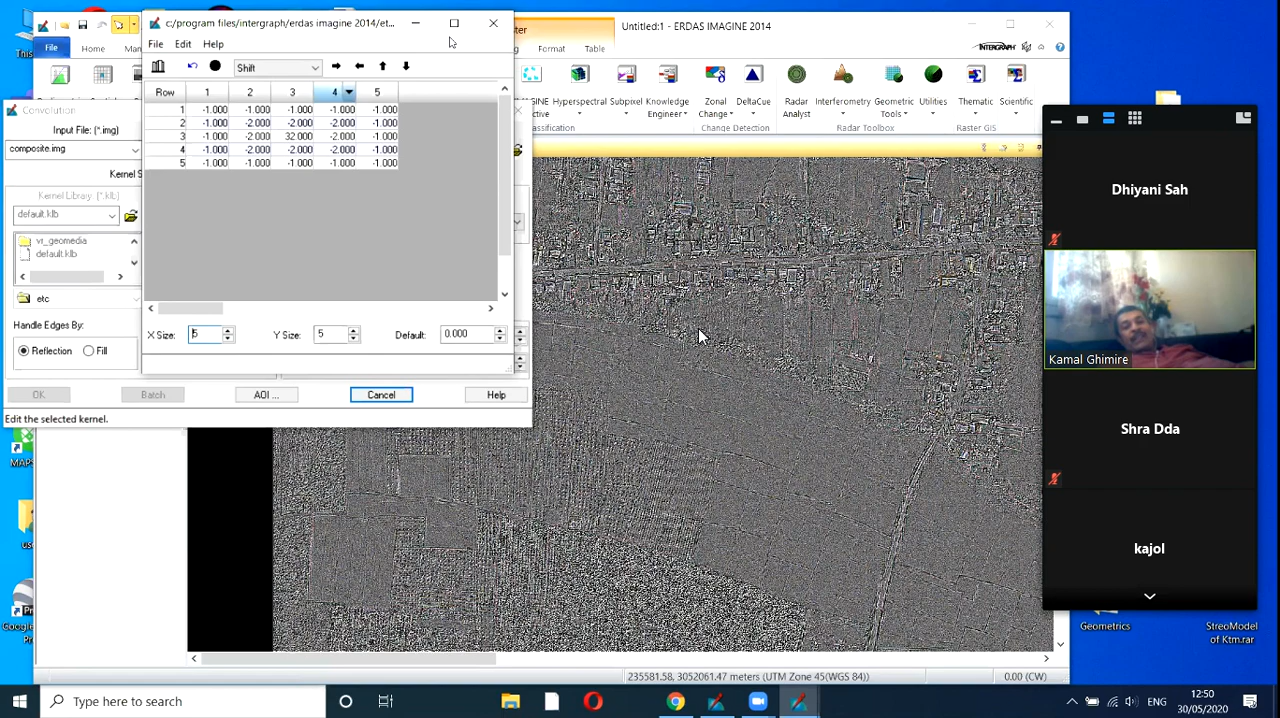 c:/program files/intergraph/erdas imagine 2014/et...
Untitled:1 - ERDAS IMAGINE 2014
File Edit Help
File Home
Format Table
INTERGRAPH
Shift
Row 1 2 3 4 5
1 -1.000 -1.000 -1.000 -1.000 -1.000
2 -1.000 -2.000 -2.000 -2.000 -1.000
3 -1.000 -2.000 32.000 -2.000 -1.000
4 -1.000 -2.000 -2.000 -2.000 -1.000
5 -1.000 -1.000 -1.000 -1.000 -1.000
Hyperspectral
Subpixel
Knowledge
Engineer
Zonal
Change
DeltaCue
Radar
Analyst
Interferometry
Geometric
Tools
Utilities
Thematic
Scientific
Change Detection
Radar Toolbox
Raster GIS
Convolution
Input File: (*.img)
composite.img
Kernel Library (*.klb)
default.klb
vr_geomedia
default.klb
etc
Handle Edges By:
Reflection Fill
X Size: 5 Y Size: 5 Default: 0.000
OK Batch AOI ... Cancel Help
Edit the selected kernel.
Dhiyani Sah
Kamal Ghimire
Shra Dda
kajol
Geometrics
StreoModel
of Ktm.rar
235581.58, 3052061.47 meters (UTM Zone 45(WGS 84))
0.00 (CW)
Type here to search
ENG
12:50
30/05/2020